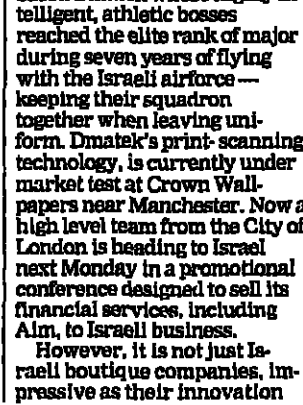 telligent, athletic bosses
reached the elite rank of major
during seven years of flying
with the Israeli airforce —
keeping their squadron
together when leaving uni-
form. Dmatek's print- scanning
technology, is currently under
market test at Crown Wall-
papers near Manchester. Now a
high level team from the City of
London is heading to Israel
next Monday in a promotional
conference designed to sell its
financial services, including
Aim, to Israeli business.
However, it is not just Is-
raeli boutique companies, im-
pressive as their innovation